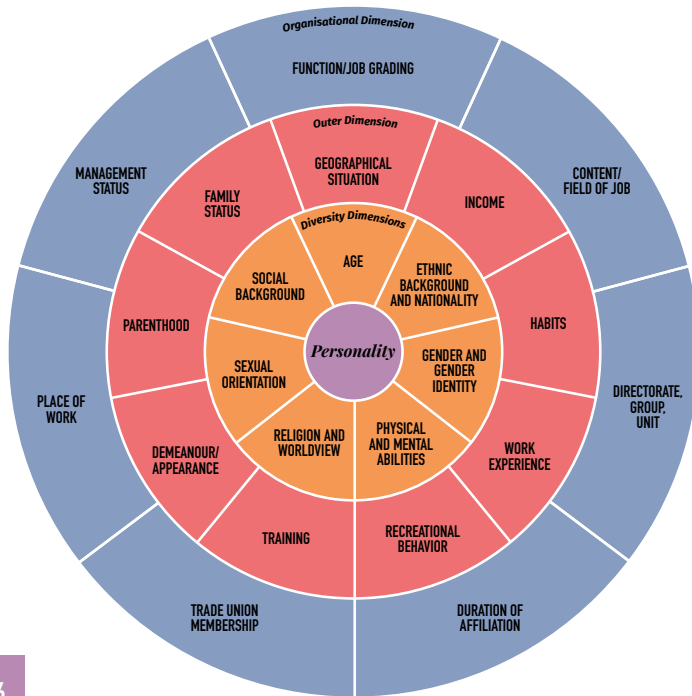 Organisational Dimension
FUNCTION/JOB GRADING
CONTENT/
FIELD OF JOB
DIRECTORATE,
GROUP,
UNIT
DURATION OF
AFFILIATION
TRADE UNION
MEMBERSHIP
PLACE OF
WORK
MANAGEMENT
STATUS
Outer Dimension
GEOGRAPHICAL
SITUATION
INCOME
HABITS
WORK
EXPERIENCE
RECREATIONAL
BEHAVIOR
TRAINING
DEMEANOUR/
APPEARANCE
PARENTHOOD
FAMILY
STATUS
Diversity Dimensions
AGE
ETHNIC
BACKGROUND
AND NATIONALITY
GENDER AND
GENDER
IDENTITY
PHYSICAL
AND MENTAL
ABILITIES
RELIGION AND
WORLDVIEW
SEXUAL
ORIENTATION
SOCIAL
BACKGROUND
Personality